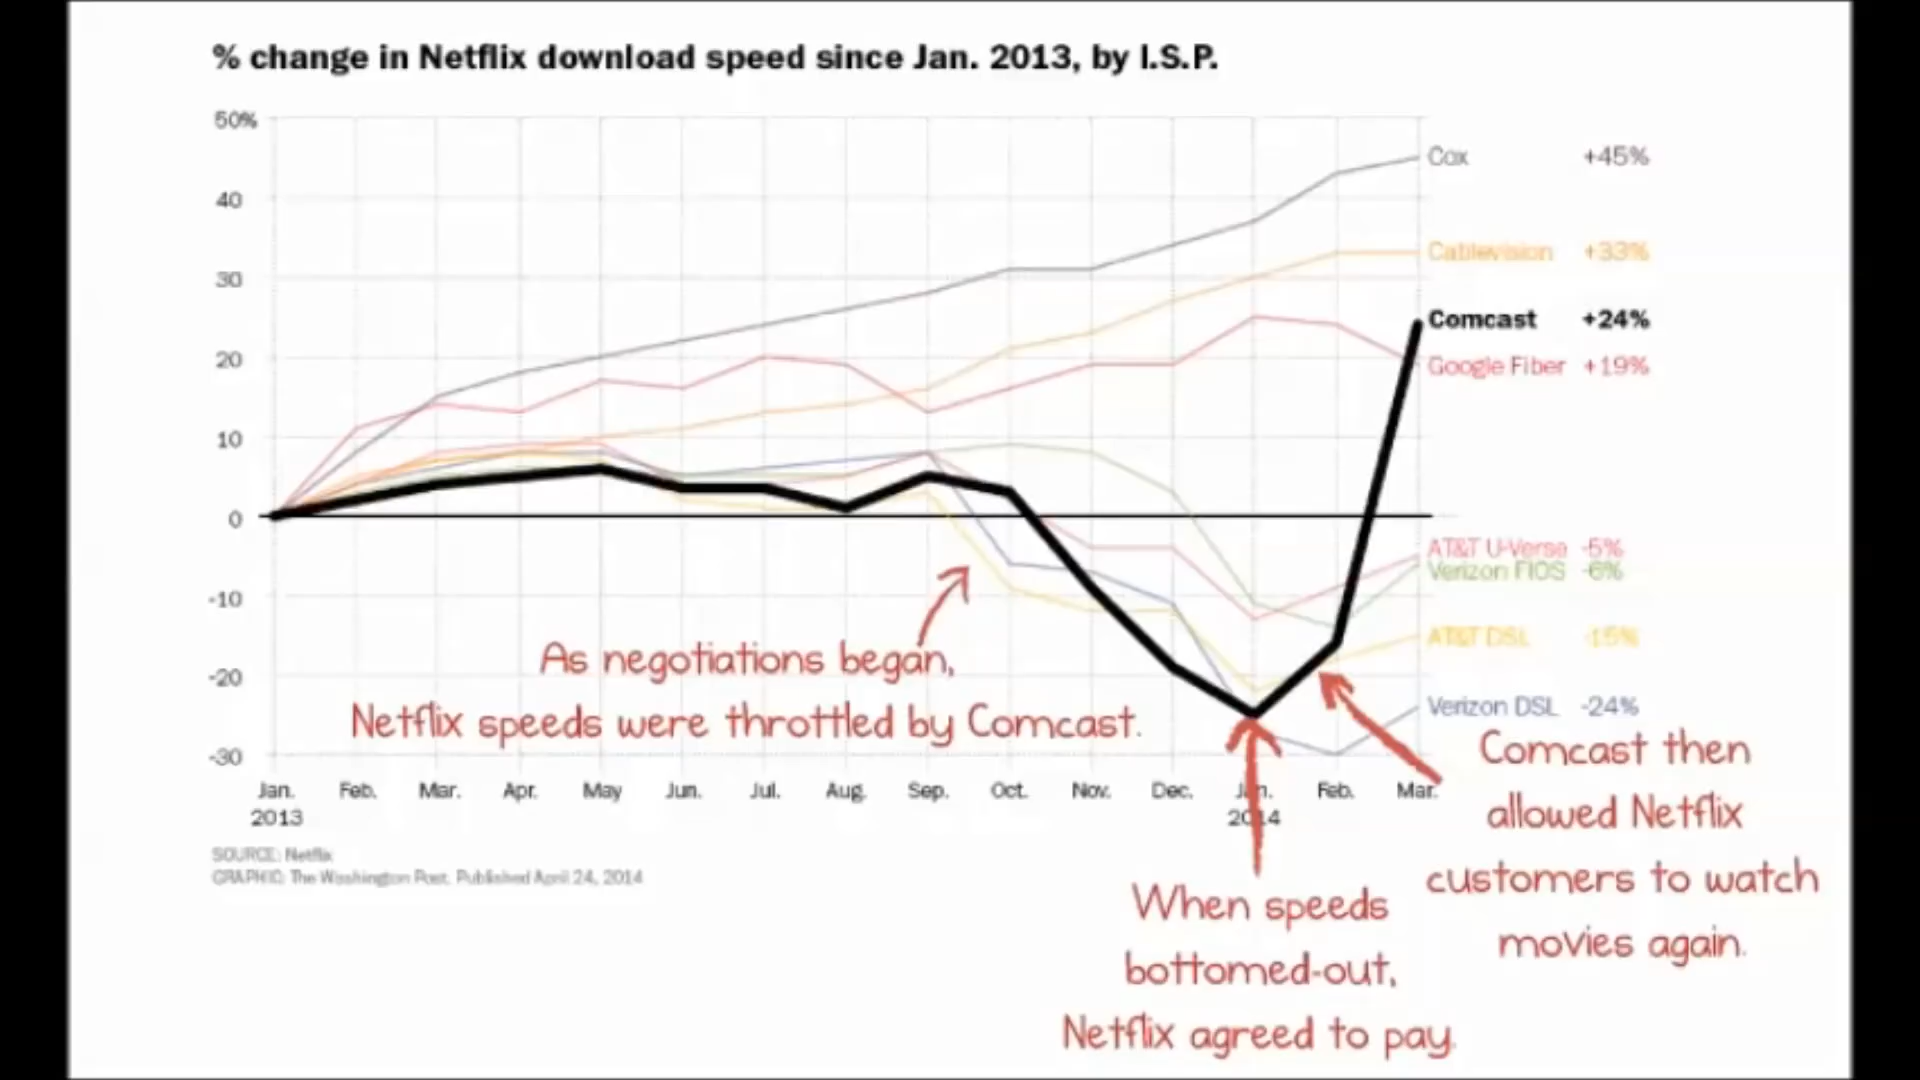 % change in Netflix download speed since Jan. 2013, by I.S.P.
50%
40
30
20
10
0
-10
-20
-30
Cox +45%
Cablevision +33%
Comcast +24%
Google Fiber +19%
AT&T U-Verse -5%
Verizon FIOS -6%
AT&T DSL -15%
Verizon DSL -24%
As negotiations began,
Netflix speeds were throttled by Comcast.
Jan. Feb. Mar. Apr. May Jun. Jul. Aug. Sep. Oct. Nov. Dec. Jan. Feb. Mar.
2013 2014
SOURCE: Netflix
GRAPHIC: The Washington Post. Published April 24, 2014
When speeds
bottomed-out,
Netflix agreed to pay.
Comcast then
allowed Netflix
customers to watch
movies again.